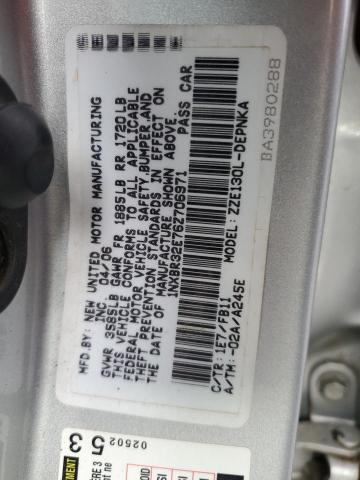 MFD.BY: NEW UNITED MOTOR MANUFACTURING
INC. 04/06
GVWR 3585LB GAWR FR 1885LB RR 1720LB
THIS VEHICLE CONFORMS TO ALL APPLICABLE
FEDERAL MOTOR VEHICLE SAFETY,BUMPER,AND
THEFT PREVENTION STANDARDS IN EFFECT ON
THE DATE OF MANUFACTURE SHOWN ABOVE.
1NXBR32E76Z706971 PASS CAR
C/TR: 1E7/FB11 MODEL: ZZE130L-DEPNKA
A/TM: -02A/A245E
BA3980288
02502
53